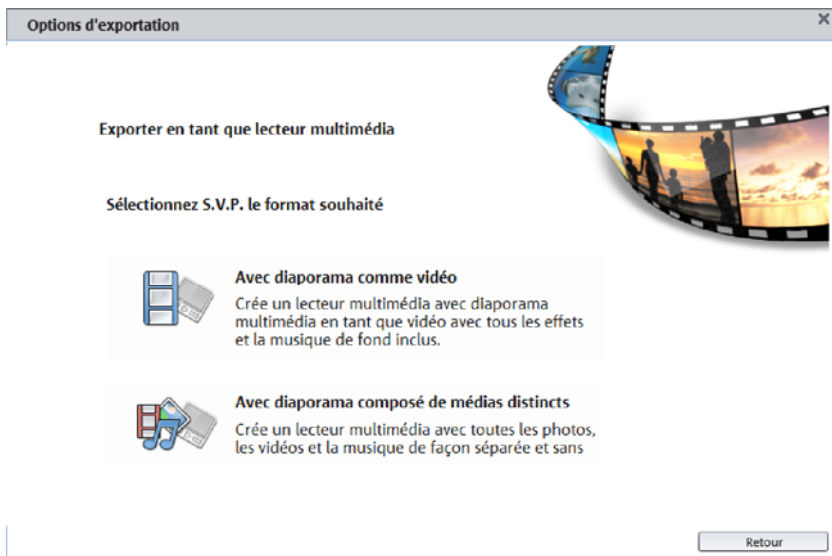 Options d'exportation
Exporter en tant que lecteur multimédia
Sélectionnez S.V.P. le format souhaité
Avec diaporama comme vidéo
Crée un lecteur multimédia avec diaporama
multimédia en tant que vidéo avec tous les effets
et la musique de fond inclus.
Avec diaporama composé de médias distincts
Crée un lecteur multimédia avec toutes les photos,
les vidéos et la musique de façon séparée et sans
Retour